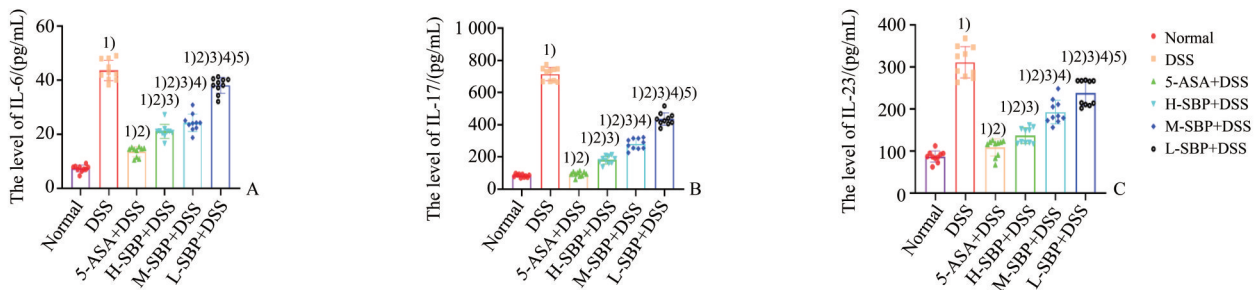 The level of IL-6/(pg/mL)
60
40
20
0
1)
1)2)
1)2)3)
1)2)3)4)
1)2)3)4)5)
Normal
DSS
5-ASA+DSS
H-SBP+DSS
M-SBP+DSS
L-SBP+DSS
A
The level of IL-17/(pg/mL)
1 000
800
600
400
200
0
1)
1)2)
1)2)3)
1)2)3)4)
1)2)3)4)5)
Normal
DSS
5-ASA+DSS
H-SBP+DSS
M-SBP+DSS
L-SBP+DSS
B
The level of IL-23/(pg/mL)
400
300
200
100
0
1)
1)2)
1)2)3)
1)2)3)4)
1)2)3)4)5)
Normal
DSS
5-ASA+DSS
H-SBP+DSS
M-SBP+DSS
L-SBP+DSS
C
Normal
DSS
5-ASA+DSS
H-SBP+DSS
M-SBP+DSS
L-SBP+DSS